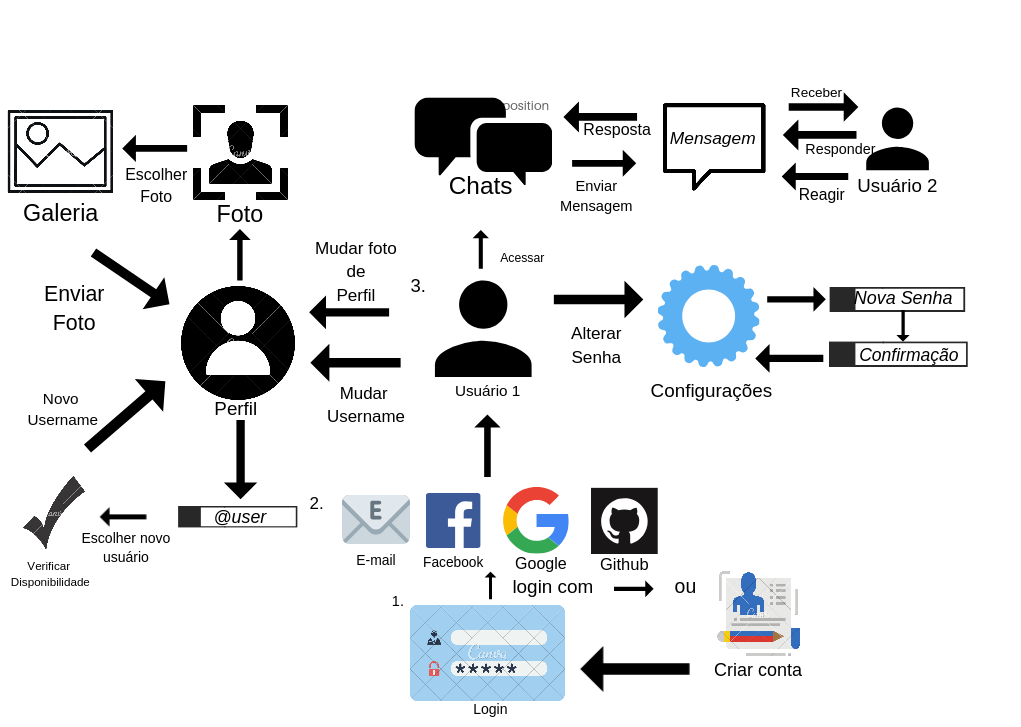 position
Receber
Resposta
Mensagem
Responder
Escolher
Foto
Enviar
Mensagem
Chats
Reagir
Usuário 2
Galeria
Foto
Mudar foto
de
Perfil
Acessar
3.
Enviar
Foto
Nova Senha
Alterar
Senha
Confirmação
Usuário 1
Configurações
Novo
Username
Perfil
Mudar
Username
2.
@user
E
Escolher novo
usuário
Verificar
Disponibilidade
E-mail
Facebook
Google
Github
login com
ou
1.
Canva
*****
Login
Criar conta